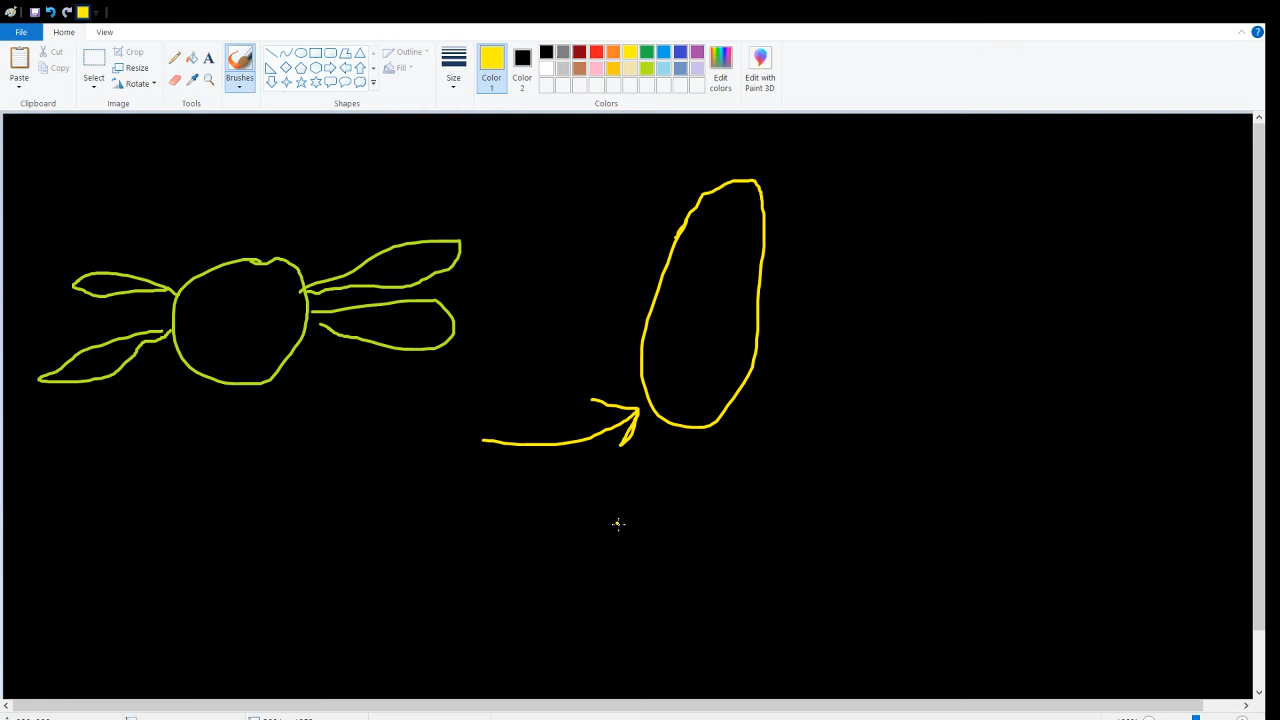 File Home View
Paste Cut Copy Clipboard
Select Crop Resize Rotate Image
Tools
Brushes
Outline Fill Shapes
Size
Color 1 Color 2 Edit colors Colors
Edit with Paint 3D